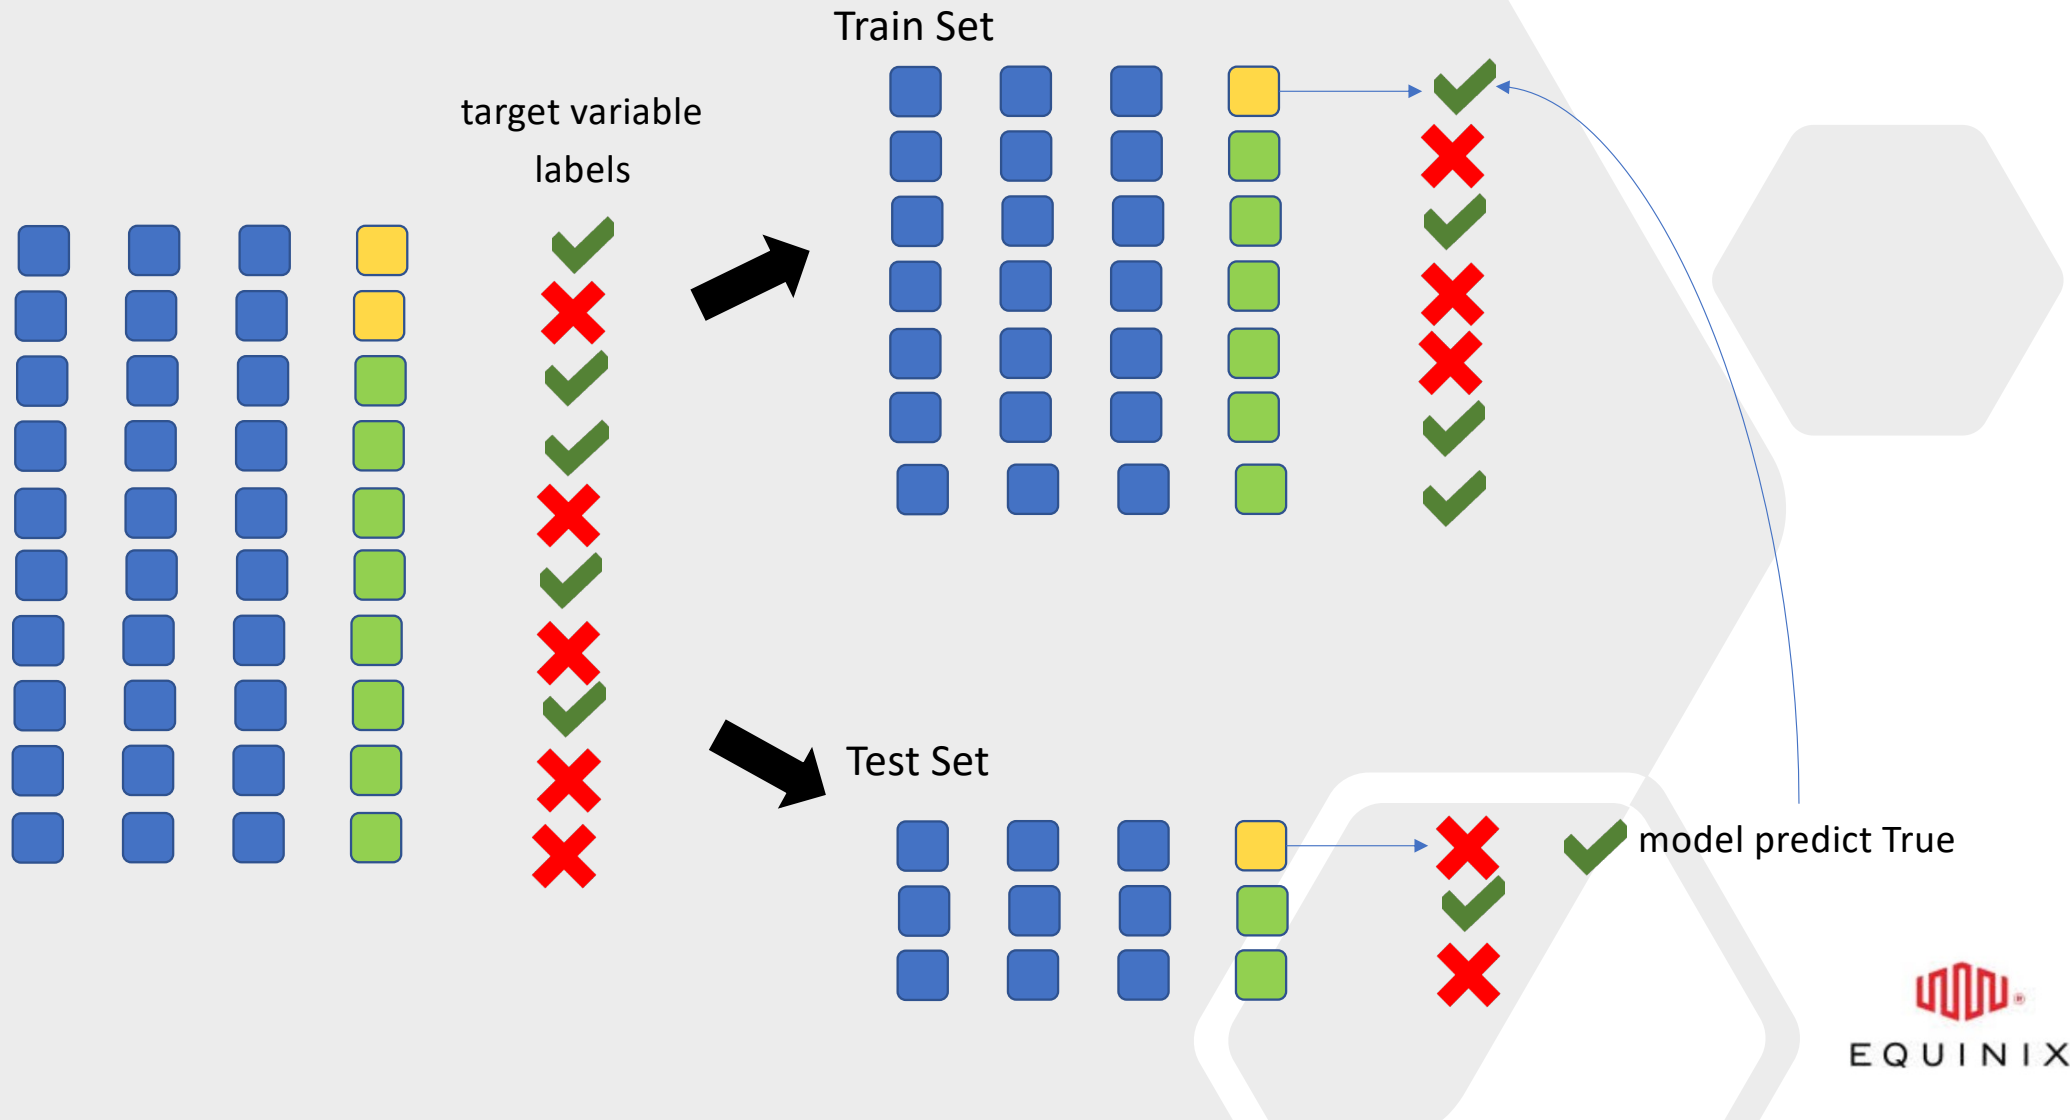 Train Set
target variable
labels
Test Set
model predict True
EQUINIX